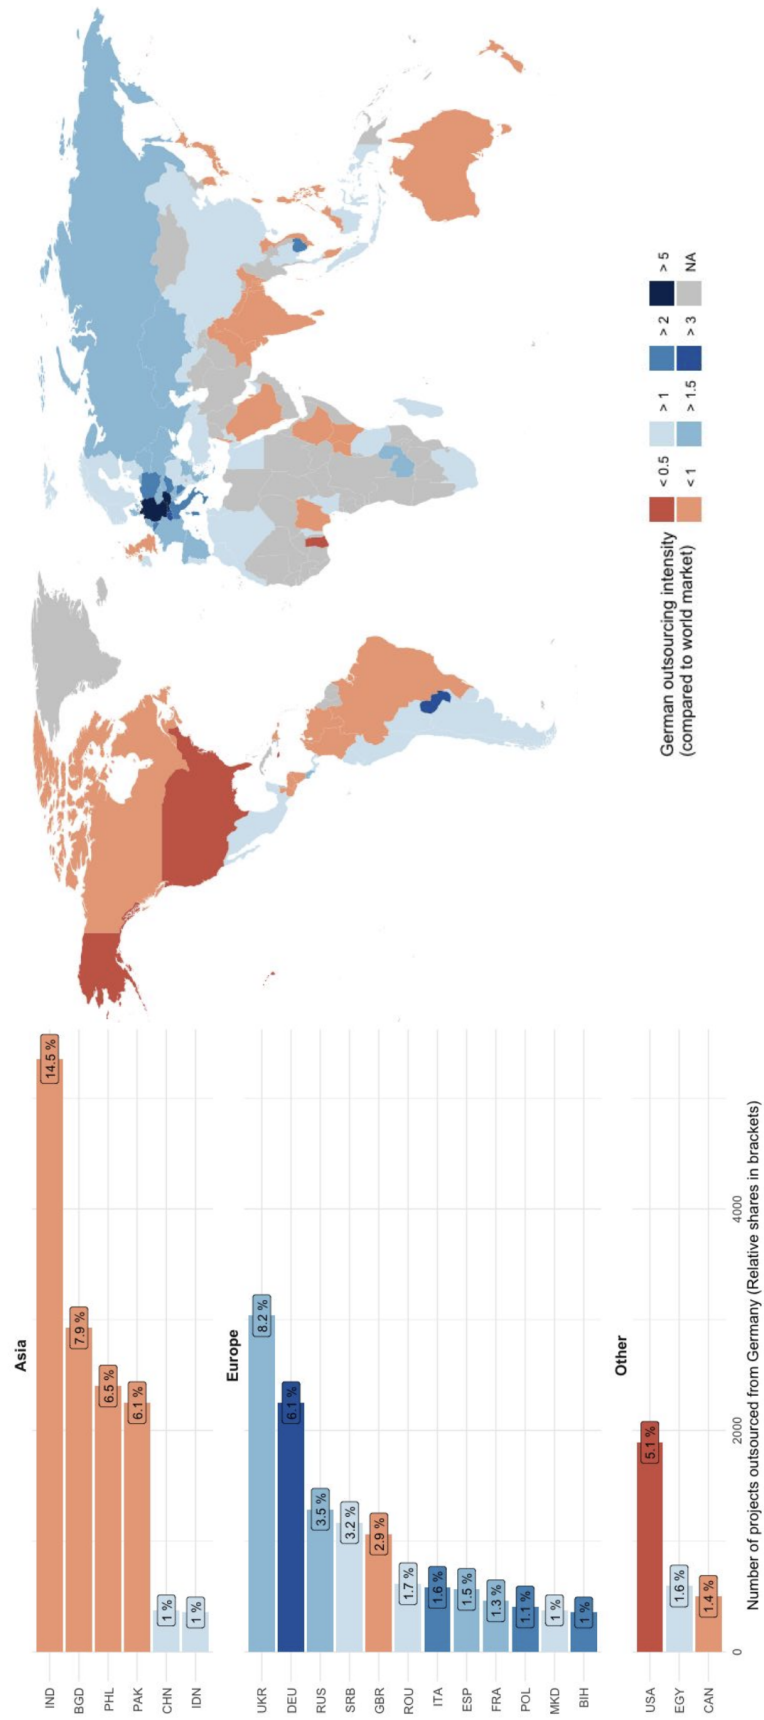 Asia
IND
14.5 %
BGD
7.9 %
PHL
6.5 %
PAK
6.1 %
CHN
1 %
IDN
1 %
Europe
UKR
8.2 %
DEU
6.1 %
RUS
3.5 %
SRB
3.2 %
GBR
2.9 %
ROU
1.7 %
ITA
1.6 %
ESP
1.5 %
FRA
1.3 %
POL
1.1 %
MKD
1 %
BIH
1 %
Other
USA
5.1 %
EGY
1.6 %
CAN
1.4 %
0 2000 4000
Number of projects outsourced from Germany (Relative shares in brackets)
German outsourcing intensity
(compared to world market)
< 0.5 > 1 > 2 > 5
< 1 > 1.5 > 3 NA